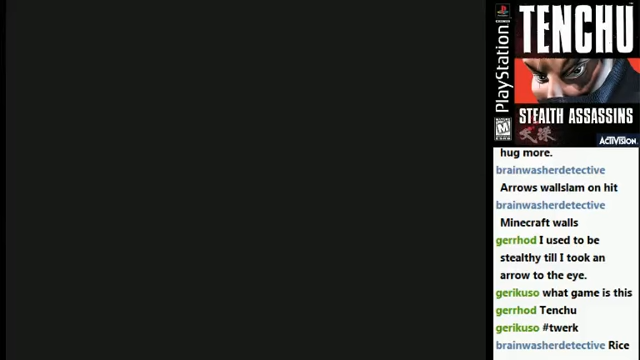 PlayStation
TENCHU
STEALTH ASSASSINS
ACTIVISION
hug more.
brainwasherdetective
Arrows wallslam on hit
brainwasherdetective
Minecraft walls
gerrhod I used to be
stealthy till I took an
arrow to the eye.
gerikuso what game is this
gerrhod Tenchu
gerikuso #twerk
brainwasherdetective Rice